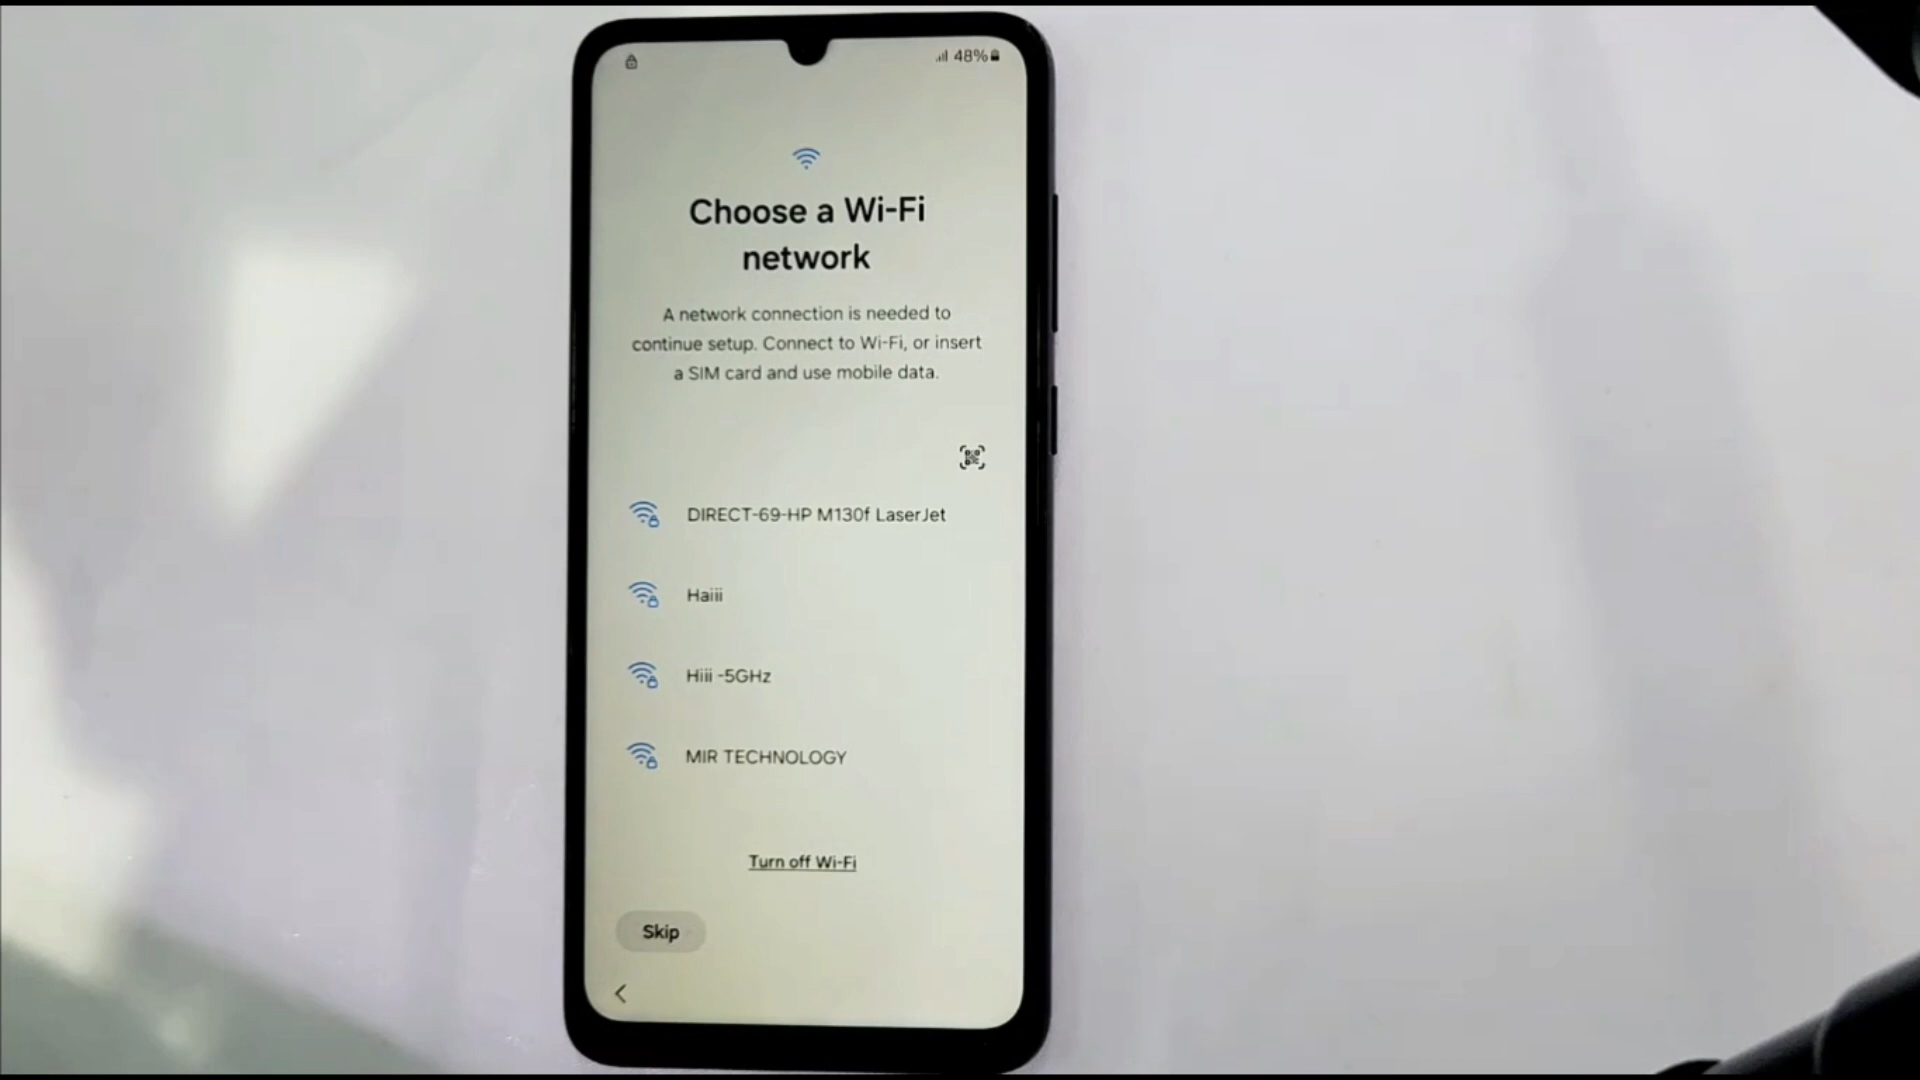 48%
Choose a Wi-Fi
network
A network connection is needed to
continue setup. Connect to Wi-Fi, or insert
a SIM card and use mobile data.
DIRECT-69-HP M130f LaserJet
Haiii
Hiii -5GHz
MIR TECHNOLOGY
Turn off Wi-Fi
Skip